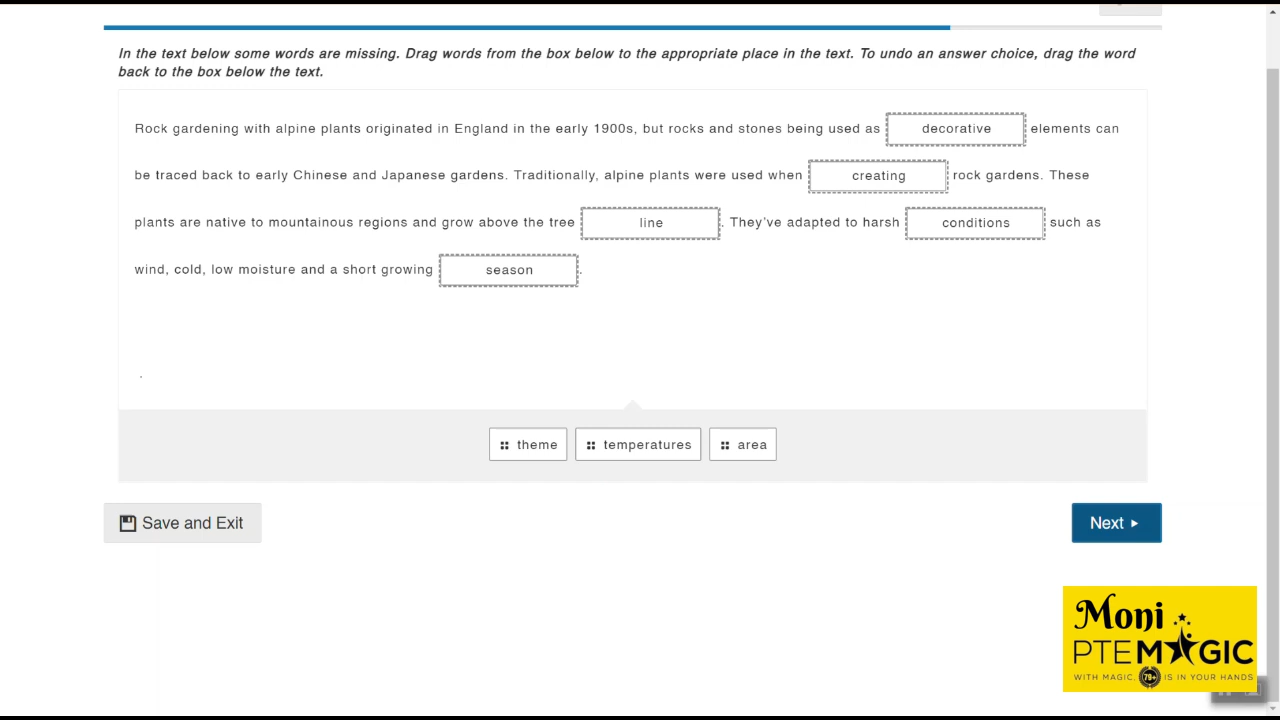 In the text below some words are missing. Drag words from the box below to the appropriate place in the text. To undo an answer choice, drag the word
back to the box below the text.
Rock gardening with alpine plants originated in England in the early 1900s, but rocks and stones being used as decorative elements can
be traced back to early Chinese and Japanese gardens. Traditionally, alpine plants were used when creating rock gardens. These
plants are native to mountainous regions and grow above the tree line . They've adapted to harsh conditions such as
wind, cold, low moisture and a short growing season .
.
theme temperatures area
Save and Exit Next
Moni
PTEMAGIC
WITH MAGIC, 79+ IS IN YOUR HANDS